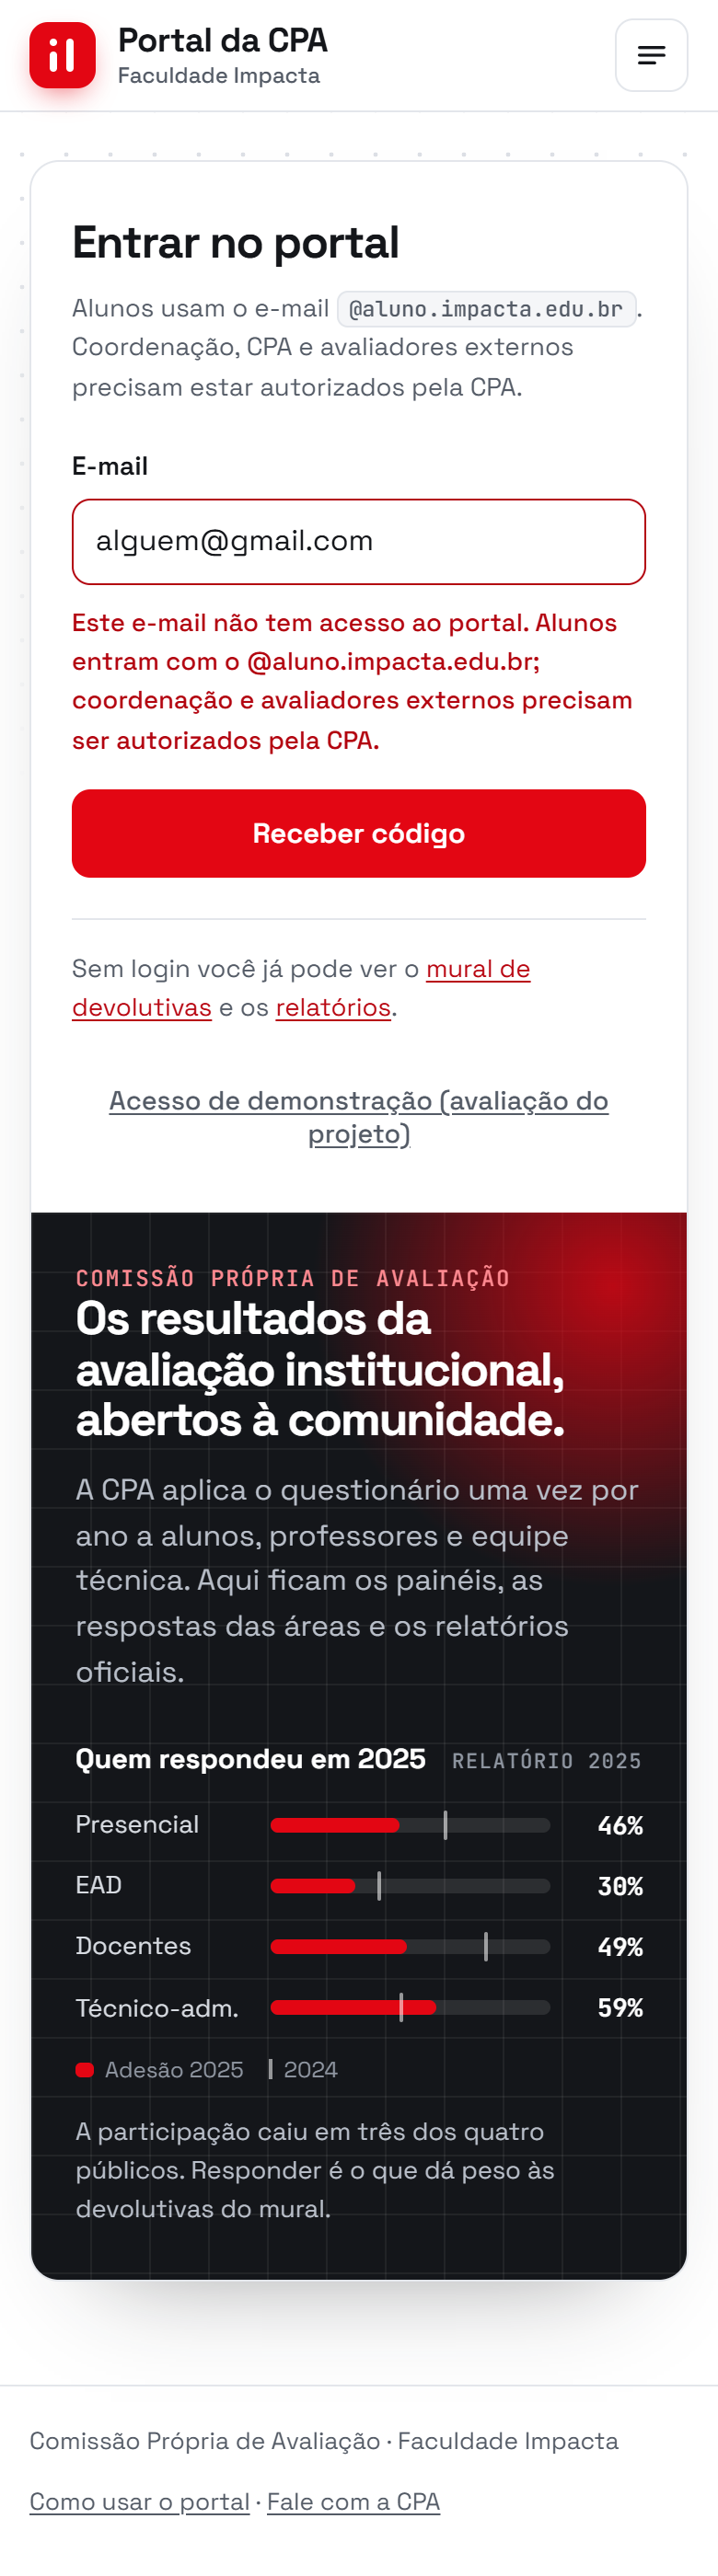 Portal da CPA
Faculdade Impacta
Entrar no portal
Alunos usam o e-mail @aluno.impacta.edu.br.
Coordenação, CPA e avaliadores externos
precisam estar autorizados pela CPA.
E-mail
alguem@gmail.com
Este e-mail não tem acesso ao portal. Alunos
entram com o @aluno.impacta.edu.br;
coordenação e avaliadores externos precisam
ser autorizados pela CPA.
Receber código
Sem login você já pode ver o mural de
devolutivas e os relatórios.
Acesso de demonstração (avaliação do
projeto)
COMISSÃO PRÓPRIA DE AVALIAÇÃO
Os resultados da
avaliação institucional,
abertos à comunidade.
A CPA aplica o questionário uma vez por
ano a alunos, professores e equipe
técnica. Aqui ficam os painéis, as
respostas das áreas e os relatórios
oficiais.
Quem respondeu em 2025 RELATÓRIO 2025
Presencial 46%
EAD 30%
Docentes 49%
Técnico-adm. 59%
Adesão 2025 2024
A participação caiu em três dos quatro
públicos. Responder é o que dá peso às
devolutivas do mural.
Comissão Própria de Avaliação · Faculdade Impacta
Como usar o portal · Fale com a CPA